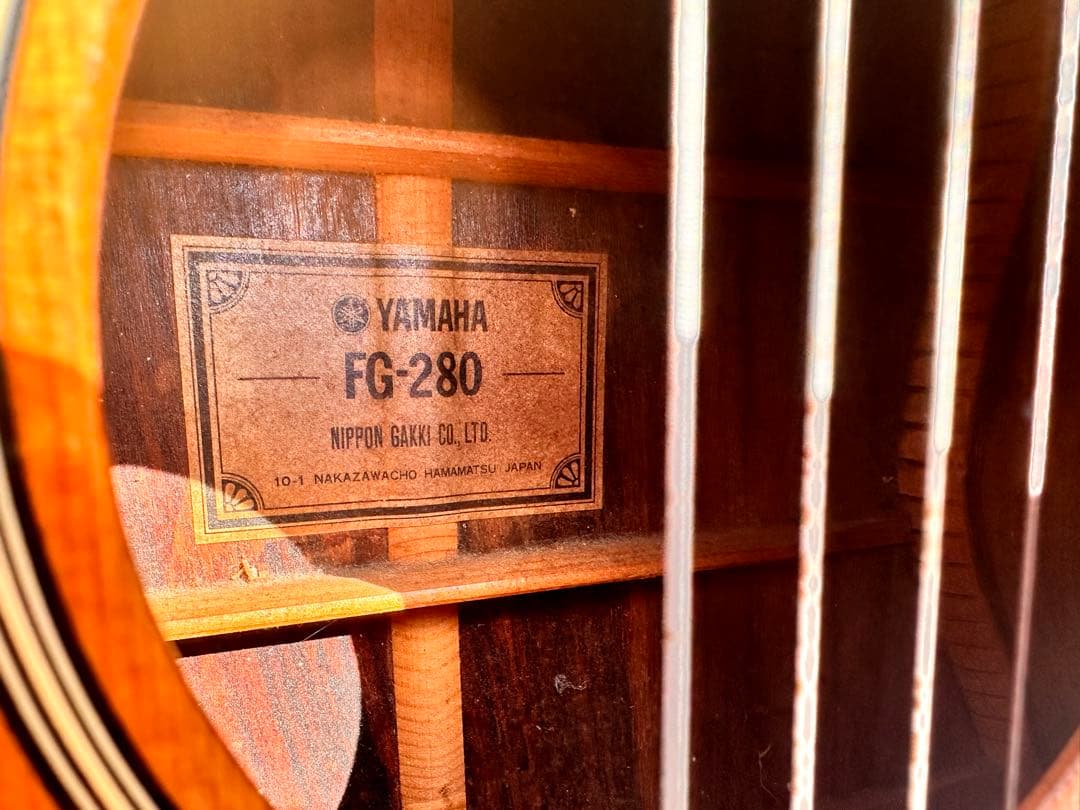 YAMAHA
FG-280
NIPPON GAKKI CO., LTD.
10-1 NAKAZAWACHO HAMAMATSU JAPAN